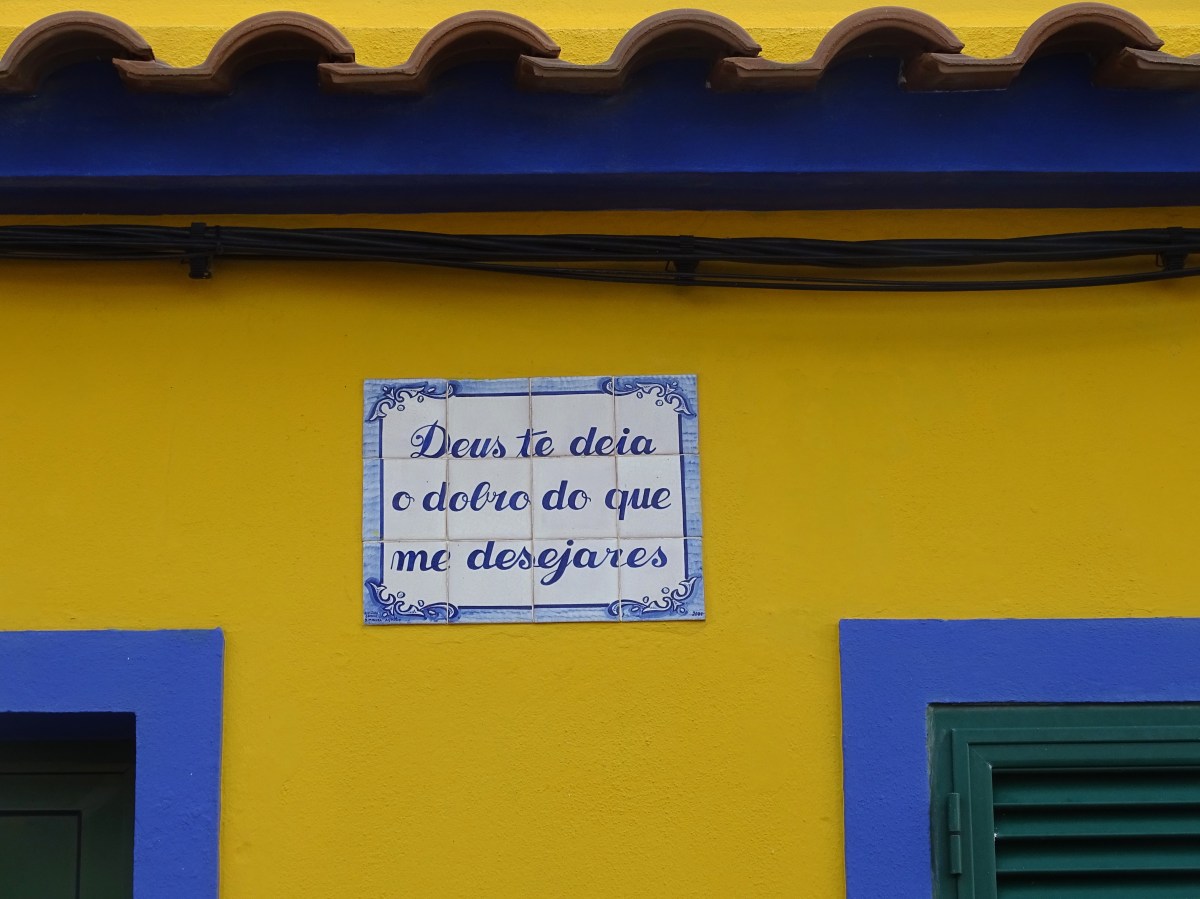 Deus te deia
o dobro do que
me desejares